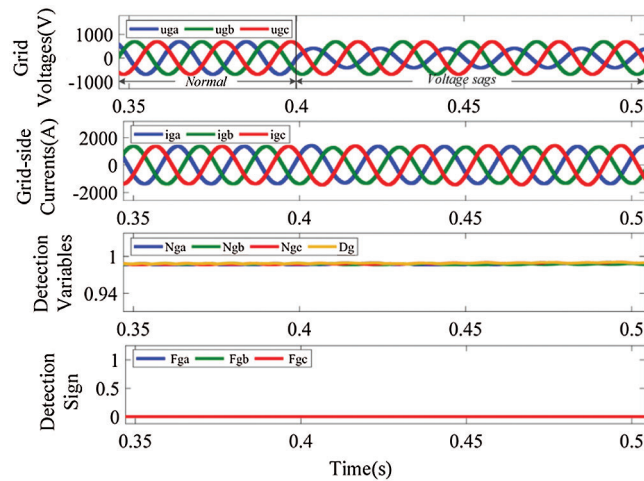 Grid
Voltages(V)
1000
0
-1000
uga ugb ugc
Normal
Voltage sags
0.35 0.4 0.45 0.5
Grid-side
Currents(A)
2000
0
-2000
iga igb igc
0.35 0.4 0.45 0.5
Detection
Variables
1
0.94
Nga Ngb Ngc Dg
0.35 0.4 0.45 0.5
Detection
Sign
1
0.5
0
Fga Fgb Fgc
0.35 0.4 0.45 0.5
Time(s)